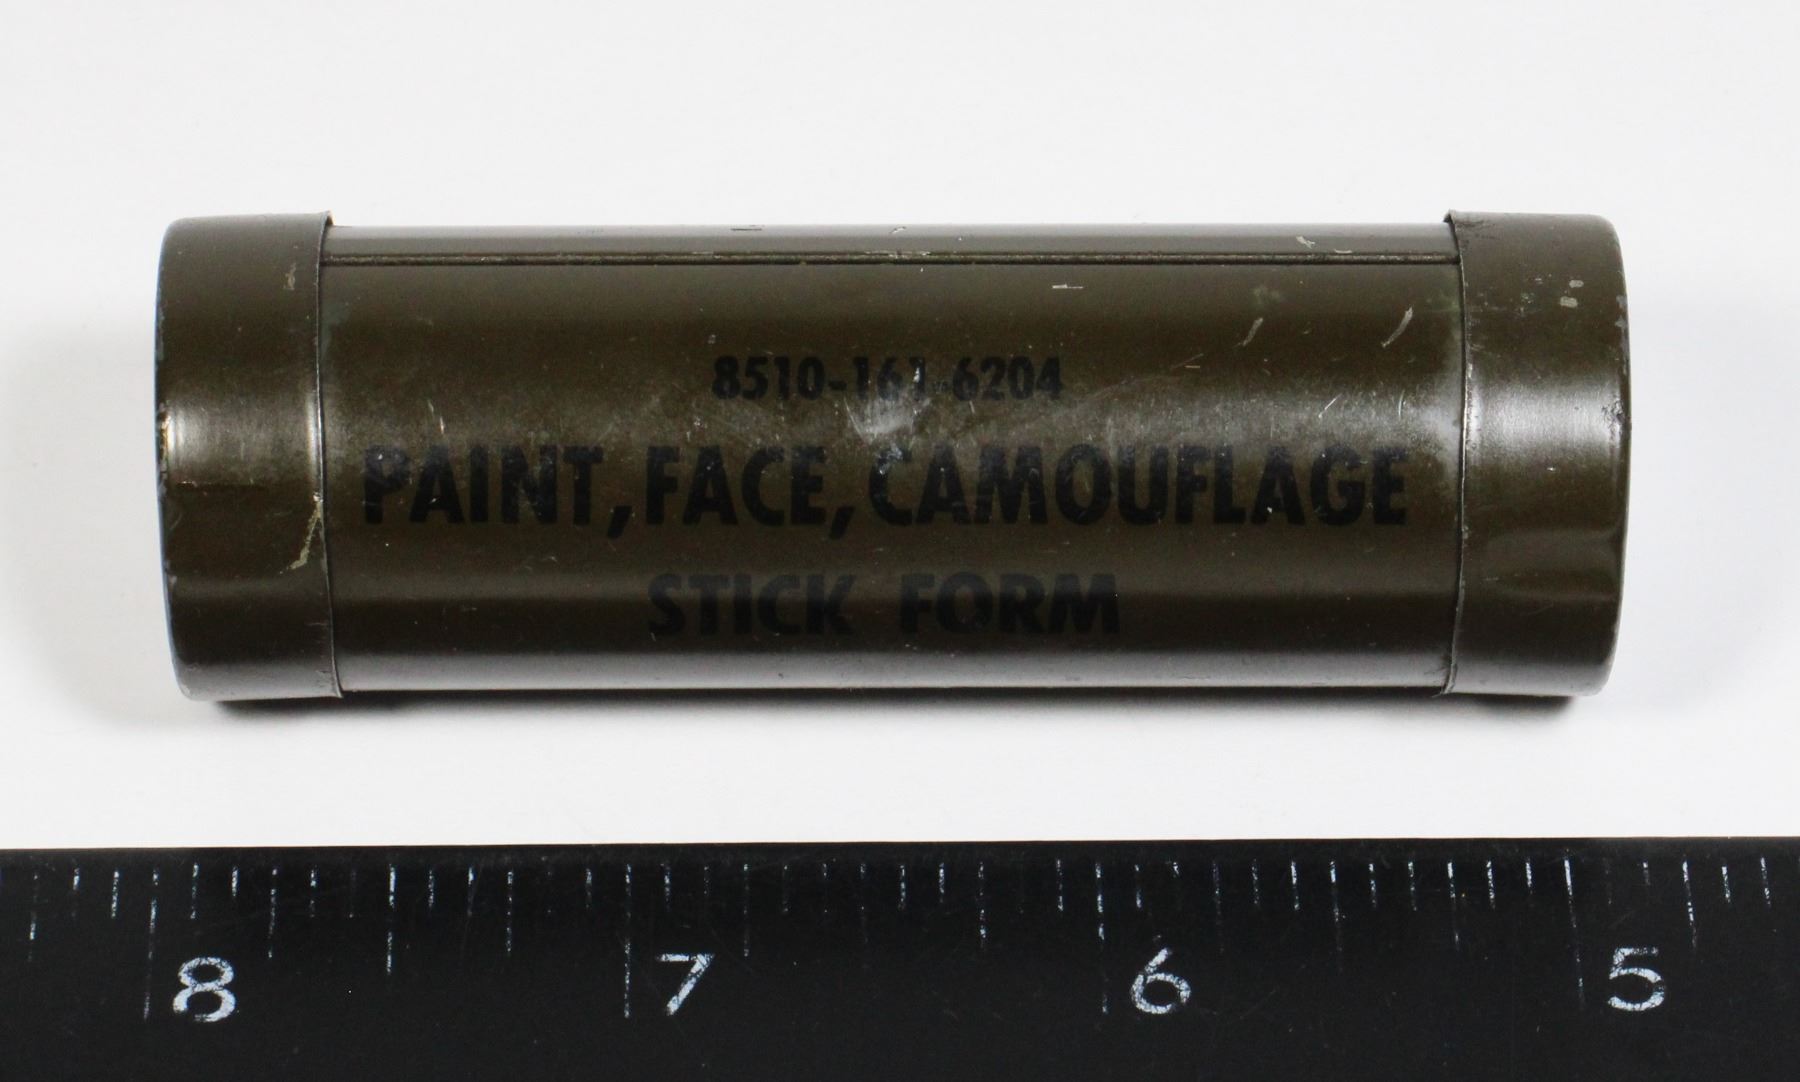 8510-161-6204
PAINT, FACE, CAMOUFLAGE
STICK FORM
8 7 6 5